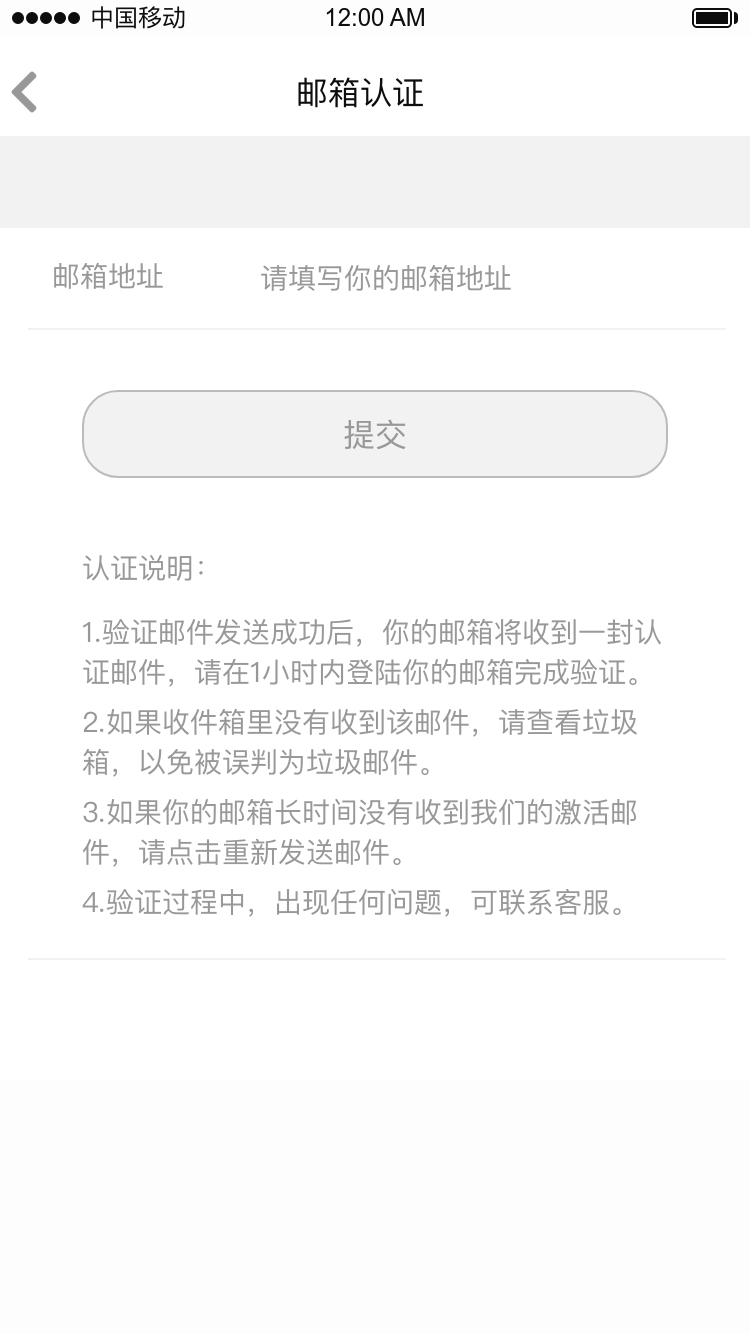 中国移动 12:00 AM
邮箱认证
邮箱地址 请填写你的邮箱地址
提交
认证说明：
1.验证邮件发送成功后，你的邮箱将收到一封认
证邮件，请在1小时内登陆你的邮箱完成验证。
2.如果收件箱里没有收到该邮件，请查看垃圾
箱，以免被误判为垃圾邮件。
3.如果你的邮箱长时间没有收到我们的激活邮
件，请点击重新发送邮件。
4.验证过程中，出现任何问题，可联系客服。